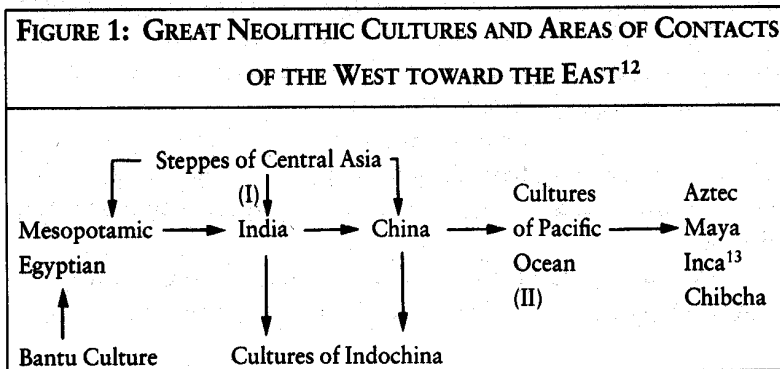 FIGURE 1: GREAT NEOLITHIC CULTURES AND AREAS OF CONTACTS
OF THE WEST TOWARD THE EAST12
Steppes of Central Asia
(I)
Cultures
Aztec
Mesopotamic
India
China
of Pacific
Maya
Egyptian
Ocean
Inca13
(II)
Chibcha
Bantu Culture
Cultures of Indochina